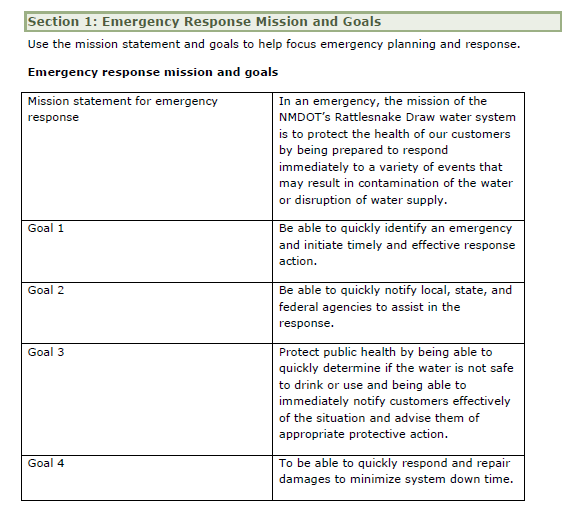 Section 1: Emergency Response Mission and Goals
Use the mission statement and goals to help focus emergency planning and response.
Emergency response mission and goals
Mission statement for emergency
response
In an emergency, the mission of the
NMDOT’s Rattlesnake Draw water system
is to protect the health of our customers
by being prepared to respond
immediately to a variety of events that
may result in contamination of the water
or disruption of water supply.
Goal 1
Be able to quickly identify an emergency
and initiate timely and effective response
action.
Goal 2
Be able to quickly notify local, state, and
federal agencies to assist in the
response.
Goal 3
Protect public health by being able to
quickly determine if the water is not safe
to drink or use and being able to
immediately notify customers effectively
of the situation and advise them of
appropriate protective action.
Goal 4
To be able to quickly respond and repair
damages to minimize system down time.